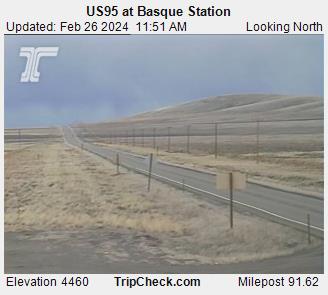 US95 at Basque Station
Updated: Feb 26 2024 11:51 AM Looking North
Elevation 4460 TripCheck.com Milepost 91.62